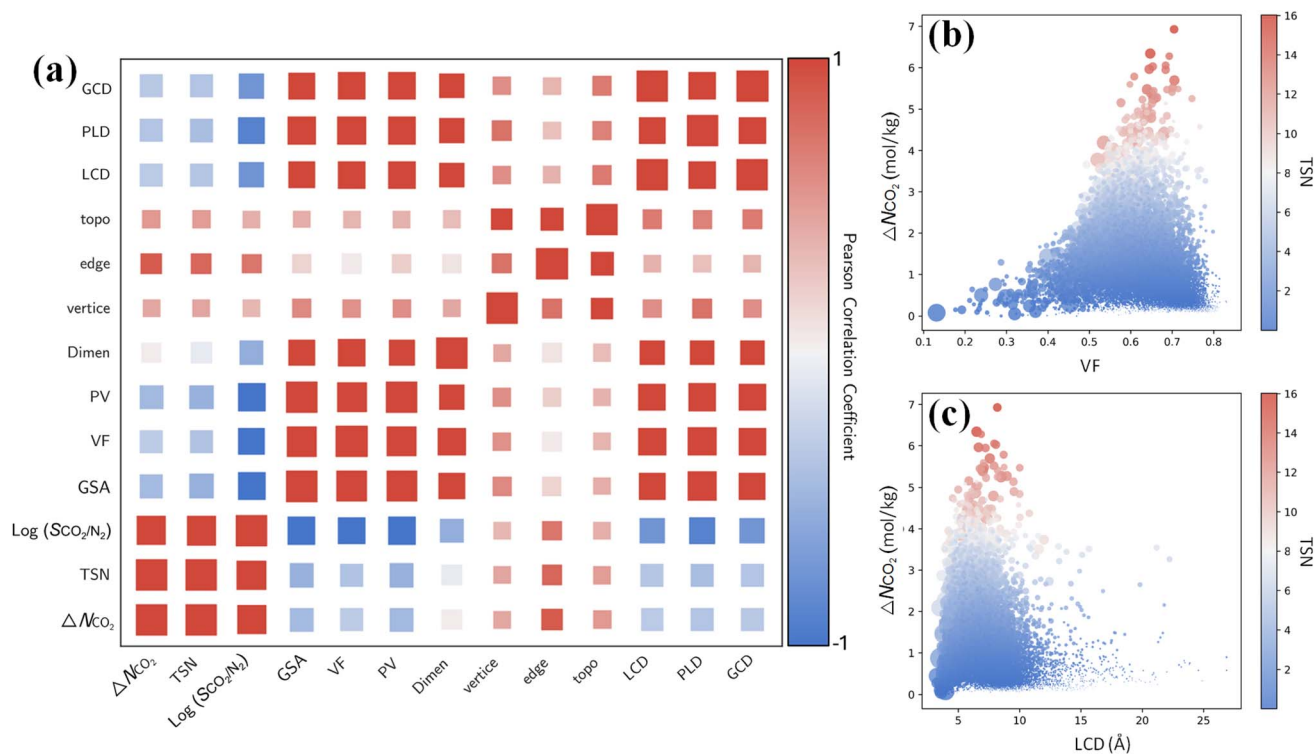 (a)
GCD
PLD
LCD
topo
edge
vertice
Dimen
PV
VF
GSA
Log (SCO₂/N₂)
TSN
△NCO₂
△NCO₂ TSN Log (SCO₂/N₂) GSA VF PV Dimen vertice edge topo LCD PLD GCD
1
Pearson Correlation Coefficient
-1
(b)
△NCO₂ (mol/kg)
7
6
5
4
3
2
1
0
0.1 0.2 0.3 0.4 0.5 0.6 0.7 0.8
VF
16
14
12
10
8
6
4
2
TSN
(c)
△NCO₂ (mol/kg)
7
6
5
4
3
2
1
0
5 10 15 20 25
LCD (Å)
16
14
12
10
8
6
4
2
TSN